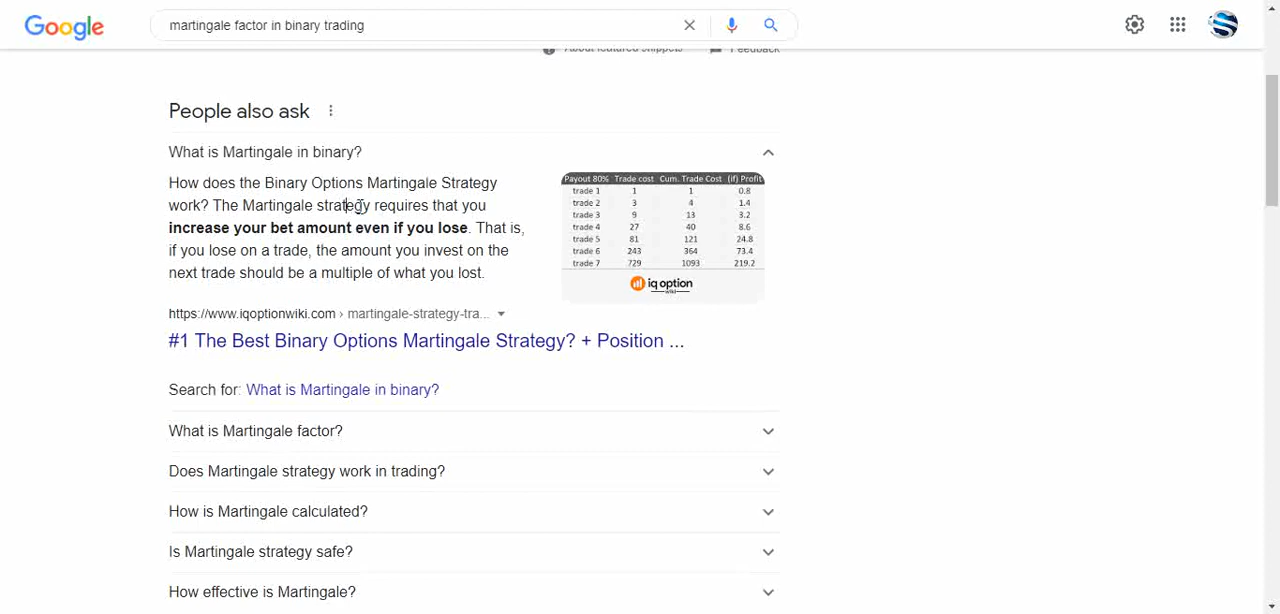 Google
martingale factor in binary trading
About featured snippets Feedback
People also ask
What is Martingale in binary?
How does the Binary Options Martingale Strategy
work? The Martingale strategy requires that you
increase your bet amount even if you lose. That is,
if you lose on a trade, the amount you invest on the
next trade should be a multiple of what you lost.
Payout 80% Trade cost Cum. Trade Cost (if) Profit
trade 1 1 1 0.8
trade 2 3 4 1.4
trade 3 9 13 3.2
trade 4 27 40 8.6
trade 5 81 121 24.8
trade 6 243 364 73.4
trade 7 729 1093 219.2
iq option
wiki
https://www.iqoptionwiki.com › martingale-strategy-tra...
#1 The Best Binary Options Martingale Strategy? + Position ...
Search for: What is Martingale in binary?
What is Martingale factor?
Does Martingale strategy work in trading?
How is Martingale calculated?
Is Martingale strategy safe?
How effective is Martingale?